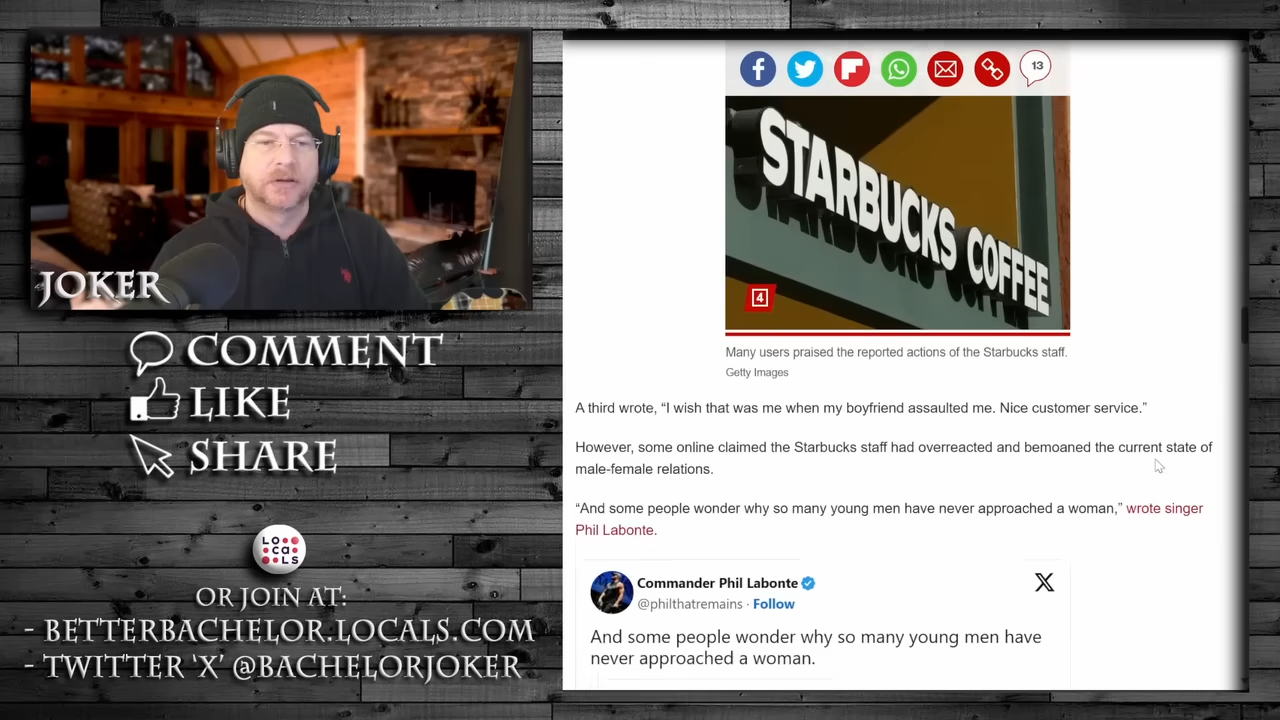 JOKER
COMMENT
LIKE
SHARE
LOcaLS
OR JOIN AT:
- BETTERBACHELOR.LOCALS.COM
- TWITTER 'X' @BACHELORJOKER
13
STARBUCKS COFFEE
4
Many users praised the reported actions of the Starbucks staff.
Getty Images
A third wrote, “I wish that was me when my boyfriend assaulted me. Nice customer service.”
However, some online claimed the Starbucks staff had overreacted and bemoaned the current state of
male-female relations.
“And some people wonder why so many young men have never approached a woman,” wrote singer
Phil Labonte.
Commander Phil Labonte
@philthatremains · Follow
And some people wonder why so many young men have
never approached a woman.